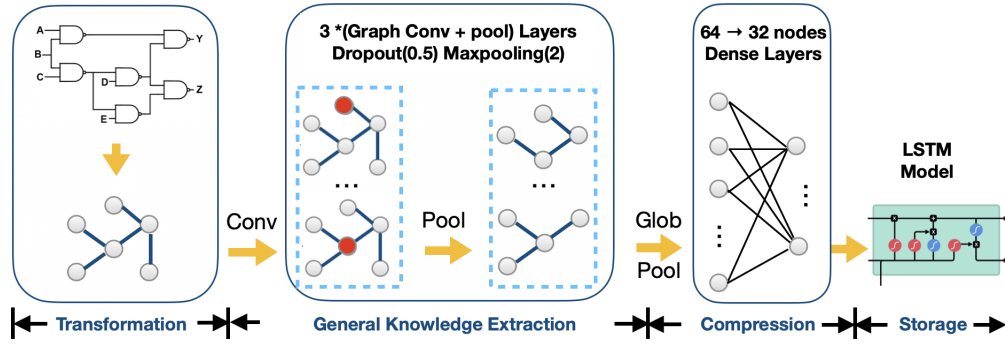 A
B
C
D
E
Y
Z
3 *(Graph Conv + pool) Layers
Dropout(0.5) Maxpooling(2)
...
...
Conv
Pool
Glob
Pool
64 → 32 nodes
Dense Layers
...
...
LSTM
Model
Transformation
General Knowledge Extraction
Compression
Storage